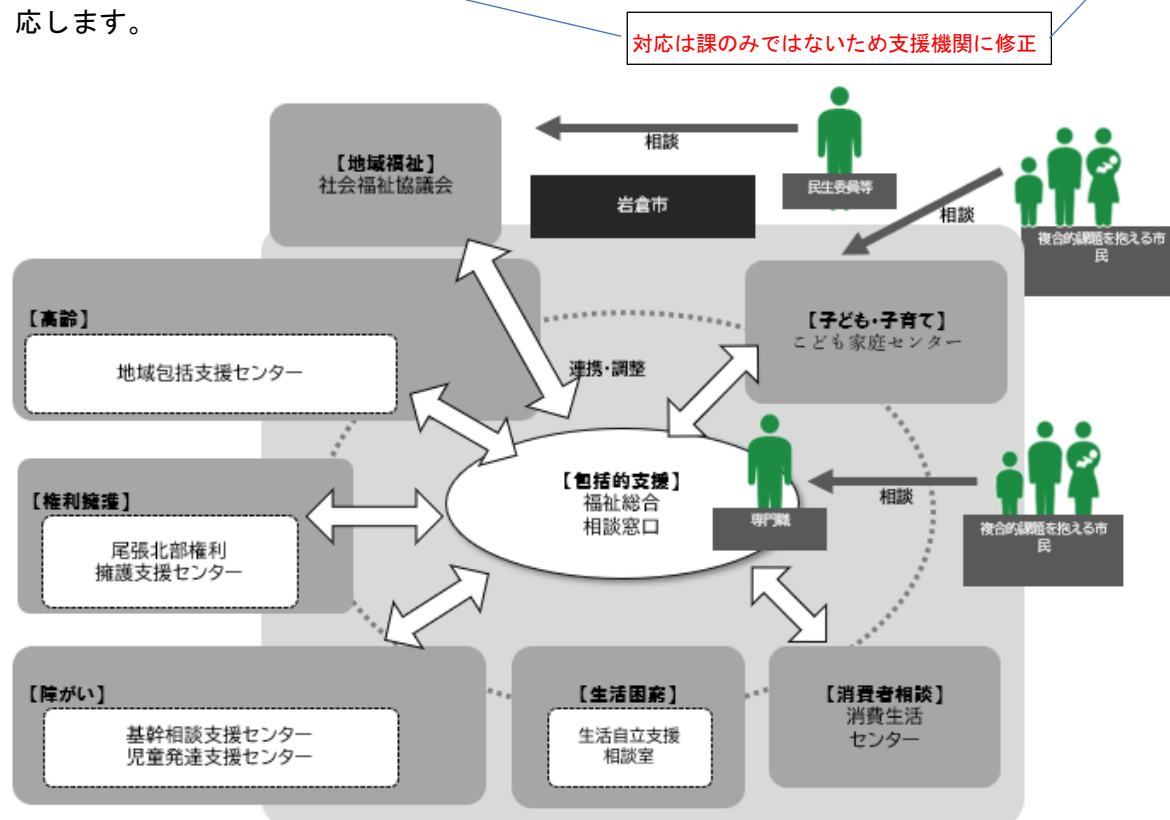 応します。
対応は課のみではないため支援機関に修正
【地域福祉】
社会福祉協議会
相談
民生委員等
岩倉市
相談
複合的課題を抱える市
民
【高齢】
地域包括支援センター
連携・調整
【子ども・子育て】
こども家庭センター
【権利擁護】
尾張北部権利
擁護支援センター
【包括的支援】
福祉総合
相談窓口
専門職
相談
複合的課題を抱える市
民
【障がい】
基幹相談支援センター
児童発達支援センター
【生活困窮】
生活自立支援
相談室
【消費者相談】
消費生活
センター